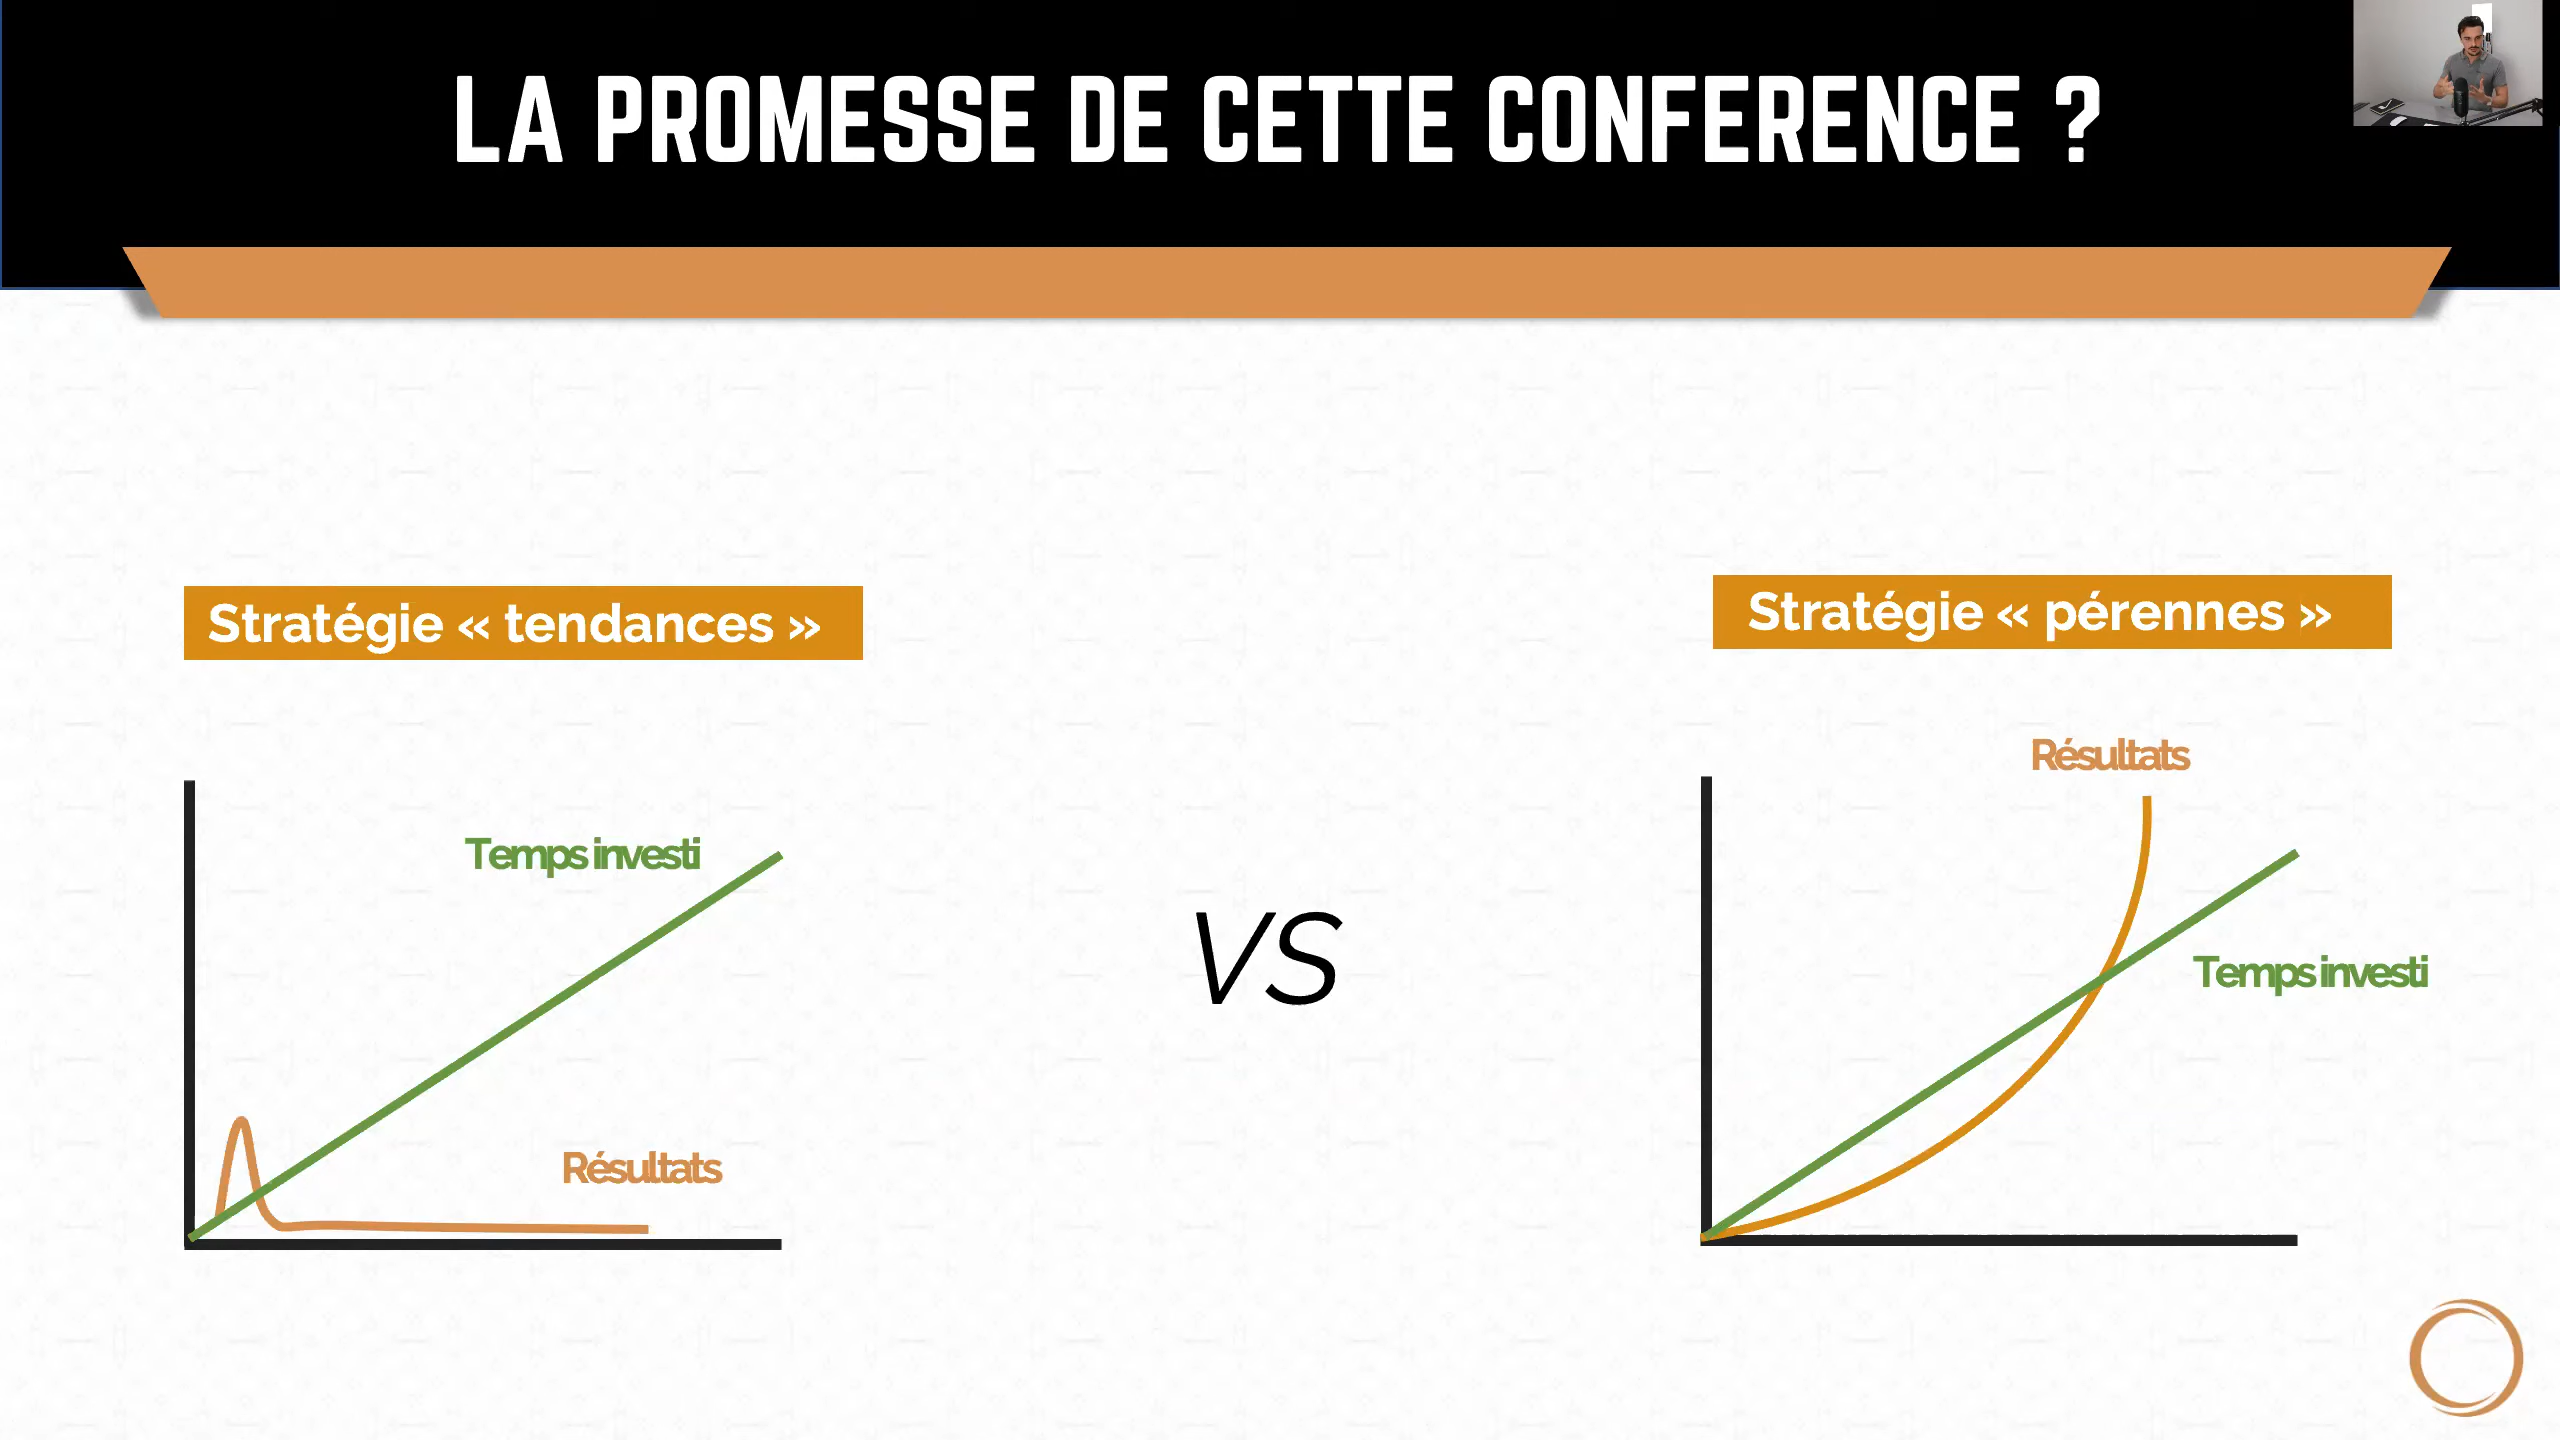 LA PROMESSE DE CETTE CONFERENCE ?
Stratégie « tendances »
Temps investi
Résultats
VS
Stratégie « pérennes »
Résultats
Temps investi